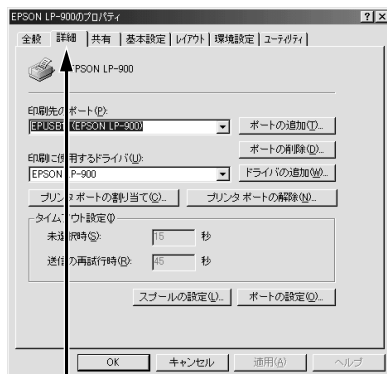 EPSON LP-900のプロパティ
全般 詳細 共有 基本設定 レイアウト 環境設定 ユーティリティ
EPSON LP-900
印刷先のポート(P):
(EPSON LP-900) ポートの追加(T)...
ポートの削除(D)...
印刷に使用するドライバ(U):
EPSON LP-900 ドライバの追加(W)...
プリンタ ポートの割り当て(C)... プリンタ ポートの解除(N)...
タイムアウト設定
未選択時(S): 15 秒
送信の再試行時(R): 45 秒
スプールの設定(L)... ポートの設定(O)...
OK キャンセル 適用(A) ヘルプ